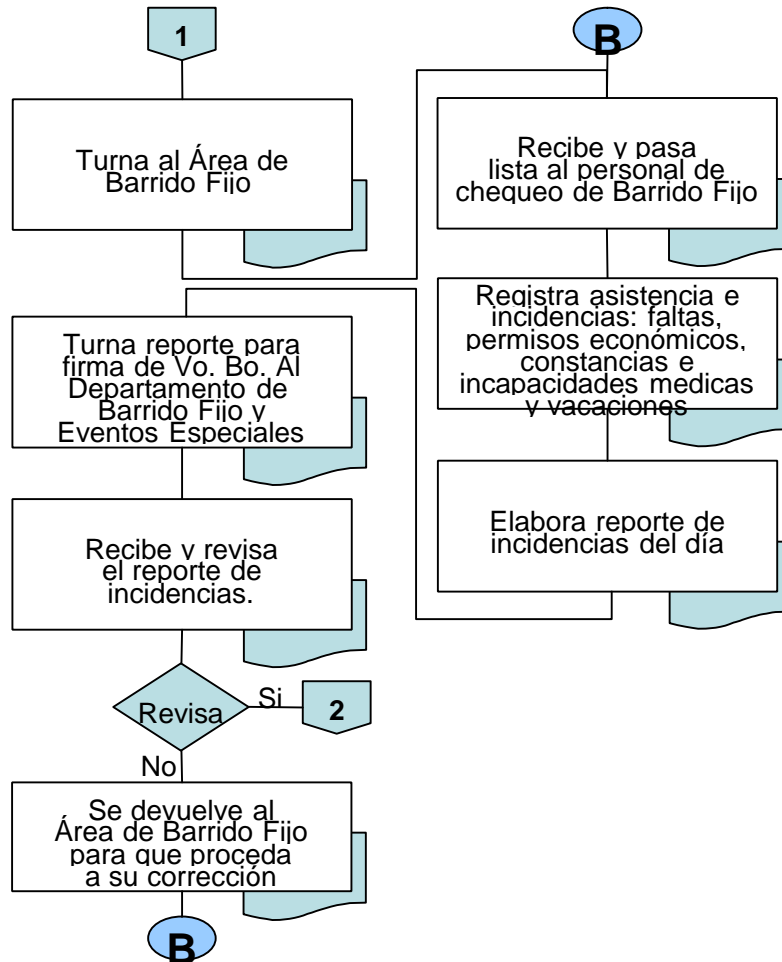 1
Turna al Área de
Barrido Fijo
B
Recibe y pasa
lista al personal de
chequeo de Barrido Fijo
Registra asistencia e
incidencias: faltas,
permisos económicos,
constancias e
incapacidades medicas
y vacaciones
Elabora reporte de
incidencias del día
Turna reporte para
firma de Vo. Bo. Al
Departamento de
Barrido Fijo y
Eventos Especiales
Recibe y revisa
el reporte de
incidencias.
Revisa
Si
2
No
Se devuelve al
Área de Barrido Fijo
para que proceda
a su corrección
B